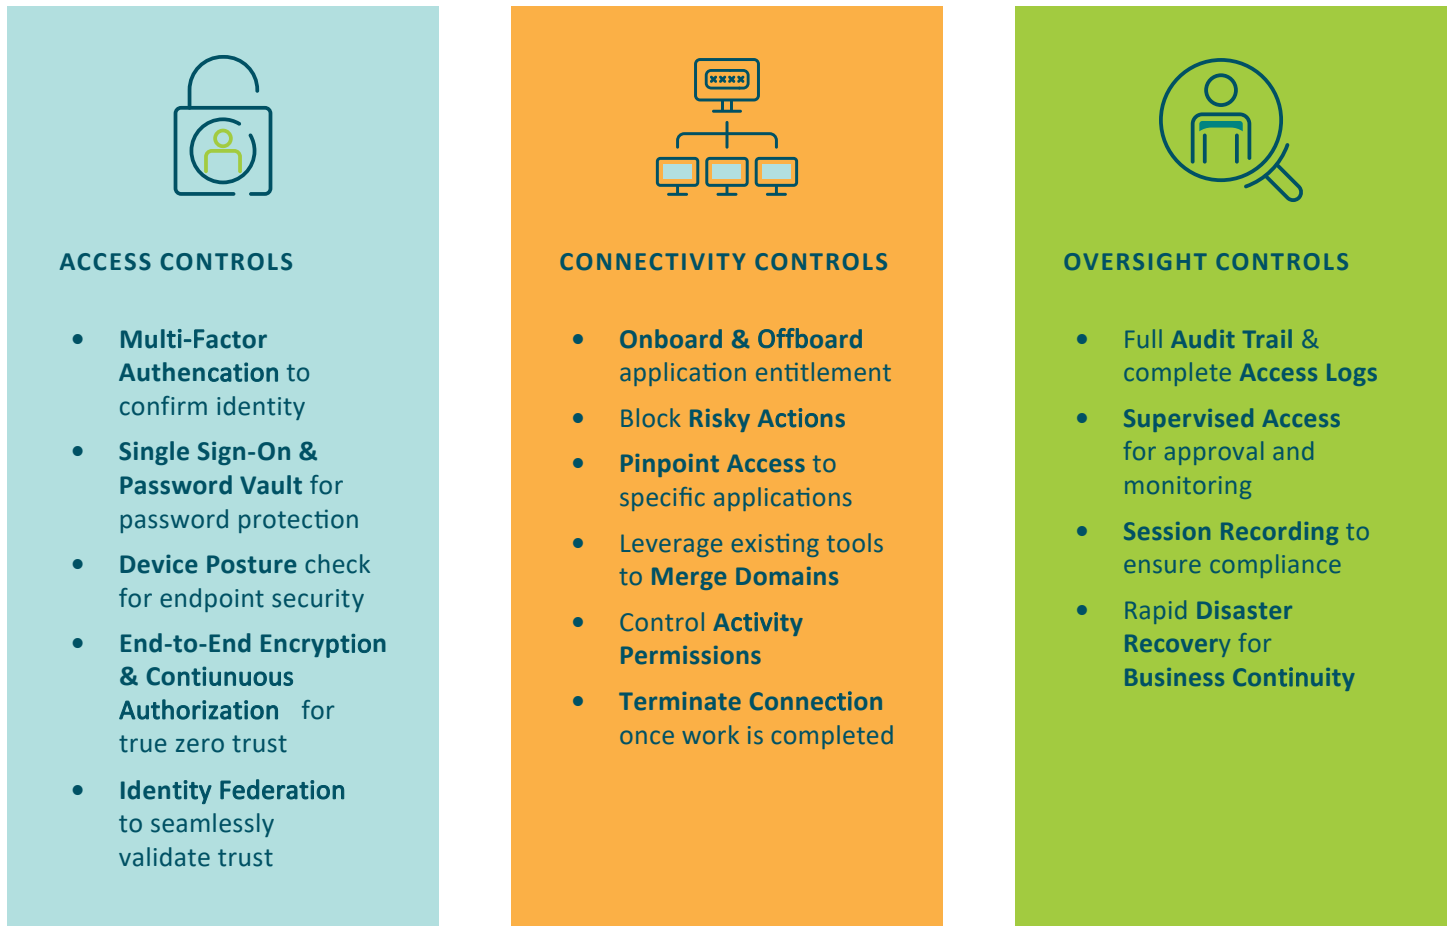 xxxx
ACCESS CONTROLS
Multi-Factor
Authencation to
confirm identity
Single Sign-On &
Password Vault for
password protection
Device Posture check
for endpoint security
End-to-End Encryption
& Contiunuous
Authorization for
true zero trust
Identity Federation
to seamlessly
validate trust
CONNECTIVITY CONTROLS
Onboard & Offboard
application entitlement
Block Risky Actions
Pinpoint Access to
specific applications
Leverage existing tools
to Merge Domains
Control Activity
Permissions
Terminate Connection
once work is completed
OVERSIGHT CONTROLS
Full Audit Trail &
complete Access Logs
Supervised Access
for approval and
monitoring
Session Recording to
ensure compliance
Rapid Disaster
Recovery for
Business Continuity